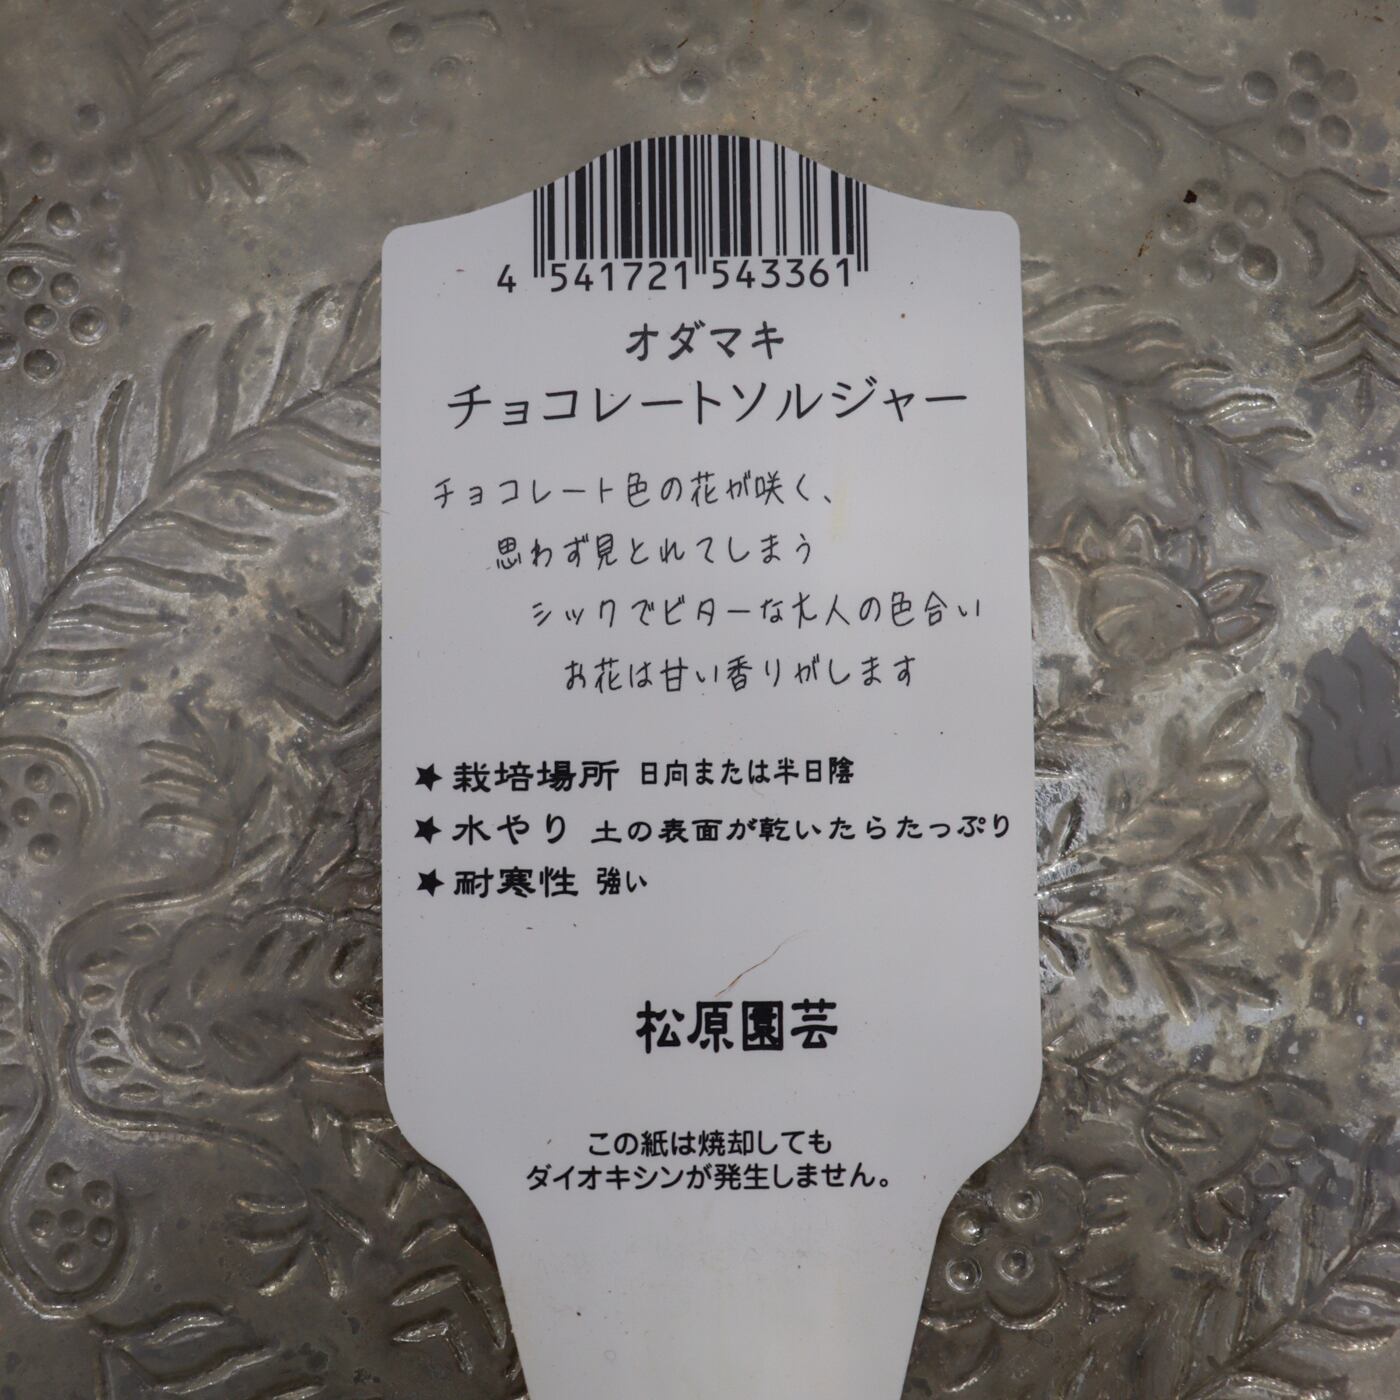 4 541721 543361
オダマキ
チョコレートソルジャー
チョコレート色の花が咲く、
思わず見とれてしまう
シックでビターな大人の色合い
お花は甘い香りがします
★栽培場所 日向または半日陰
★水やり 土の表面が乾いたらたっぷり
★耐寒性 強い
松原園芸
この紙は焼却しても
ダイオキシンが発生しません。